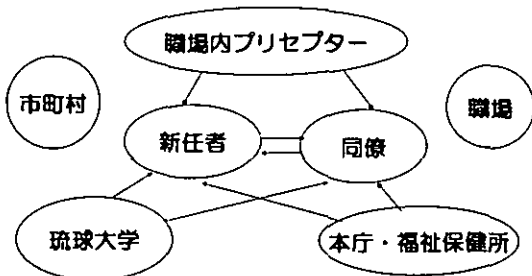 職場内プリセプター
市町村
職場
新任者
同僚
琉球大学
本庁・福祉保健所